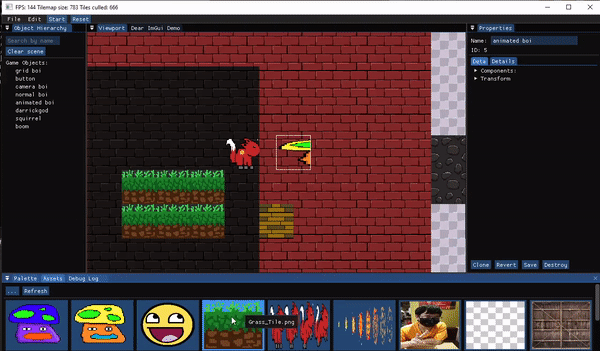 FPS: 144 Tilemap size: 783 Tiles culled: 666
File Edit Start Reset
Object Hierarchy
Viewport Dear ImGui Demo
Properties
Search by name
Name: animated boi
Clear scene
ID: 5
Game Objects:
Data Details
grid boi
Components:
button
Transform
camera boi
normal boi
animated boi
darrickgod
squirrel
boom
Clone Revert Save Destroy
Palette Assets Debug Log
... Refresh
Grass_Tile.png